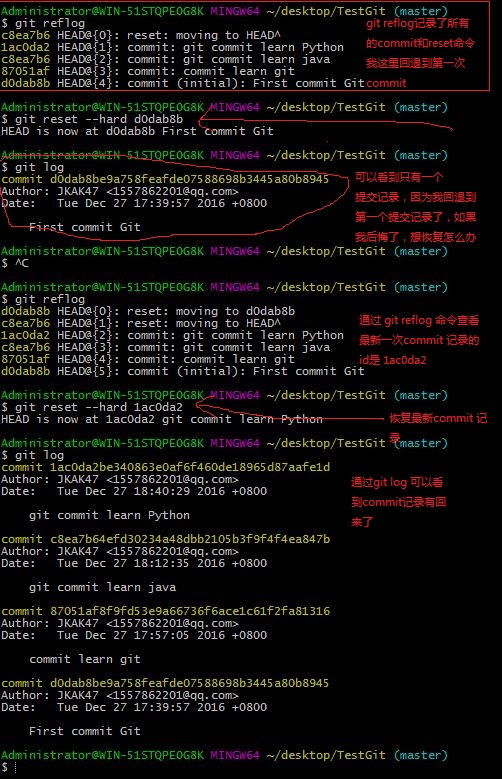 Administrator@WIN-51STQPEOG8K MINGW64 ~/desktop/TestGit (master)
$ git reflog
c8ea7b6 HEAD@{0}: reset: moving to HEAD^
1ac0da2 HEAD@{1}: commit: git commit learn Python
c8ea7b6 HEAD@{2}: commit: git commit learn java
87051af HEAD@{3}: commit: commit learn git
d0dab8b HEAD@{4}: commit (initial): First commit Git
git reflog记录了所有
的commit和reset命令
我这里回退到第一次
commit
Administrator@WIN-51STQPEOG8K MINGW64 ~/desktop/TestGit (master)
$ git reset --hard d0dab8b
HEAD is now at d0dab8b First commit Git
Administrator@WIN-51STQPEOG8K MINGW64 ~/desktop/TestGit (master)
$ git log
commit d0dab8be9a758feafde07588698b3445a80b8945
Author: JKAK47 <1557862201@qq.com>
Date:   Tue Dec 27 17:39:57 2016 +0800
First commit Git
可以看到只有一个
提交记录，因为我回退到
第一个提交记录了，如果
我后悔了，想恢复怎么办
Administrator@WIN-51STQPEOG8K MINGW64 ~/desktop/TestGit (master)
$ ^C
Administrator@WIN-51STQPEOG8K MINGW64 ~/desktop/TestGit (master)
$ git reflog
d0dab8b HEAD@{0}: reset: moving to d0dab8b
c8ea7b6 HEAD@{1}: reset: moving to HEAD^
1ac0da2 HEAD@{2}: commit: git commit learn Python
c8ea7b6 HEAD@{3}: commit: git commit learn java
87051af HEAD@{4}: commit: commit learn git
d0dab8b HEAD@{5}: commit (initial): First commit Git
通过 git reflog 命令查看
最新一次commit 记录的
id是 1ac0da2
Administrator@WIN-51STQPEOG8K MINGW64 ~/desktop/TestGit (master)
$ git reset --hard 1ac0da2
HEAD is now at 1ac0da2 git commit learn Python
恢复最新commit 记
录
Administrator@WIN-51STQPEOG8K MINGW64 ~/desktop/TestGit (master)
$ git log
commit 1ac0da2be340863e0af6f460de18965d87aafe1d
Author: JKAK47 <1557862201@qq.com>
Date:   Tue Dec 27 18:40:29 2016 +0800
git commit learn Python
通过git log 可以看
到commit记录有回
来了
commit c8ea7b64efd30234a48dbb2105b3f9f4f4ea847b
Author: JKAK47 <1557862201@qq.com>
Date:   Tue Dec 27 18:12:35 2016 +0800
git commit learn java
commit 87051af8f9fd53e9a66736f6ace1c61f2fa81316
Author: JKAK47 <1557862201@qq.com>
Date:   Tue Dec 27 17:57:05 2016 +0800
commit learn git
commit d0dab8be9a758feafde07588698b3445a80b8945
Author: JKAK47 <1557862201@qq.com>
Date:   Tue Dec 27 17:39:57 2016 +0800
First commit Git
Administrator@WIN-51STQPEOG8K MINGW64 ~/desktop/TestGit (master)
$